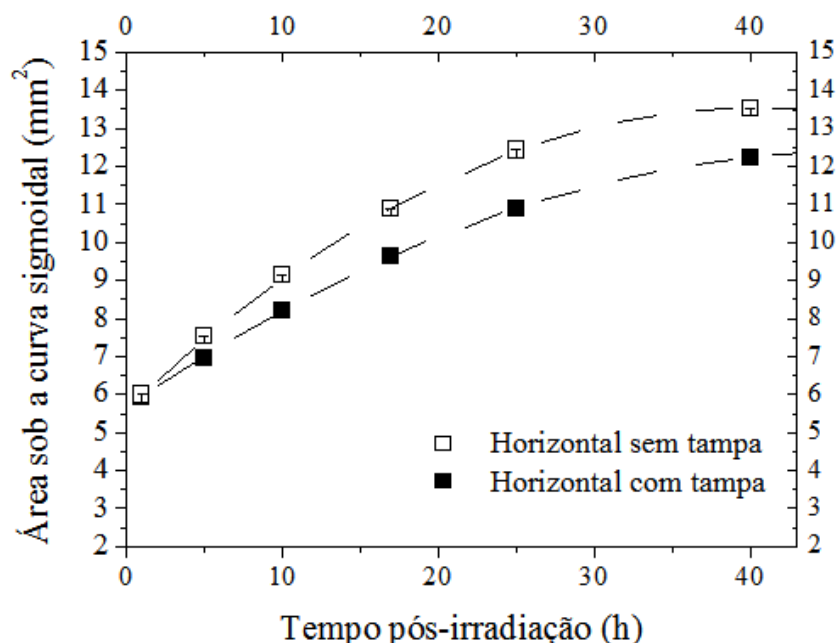 0 10 20 30 40
Área sob a curva sigmoidal (mm²)
15 15
14 14
13 13
12 12
11 11
10 10
9 9
8 8
7 7
6 6
5 5
4 4
3 3
2 2
Horizontal sem tampa
Horizontal com tampa
0 10 20 30 40
Tempo pós-irradiação (h)